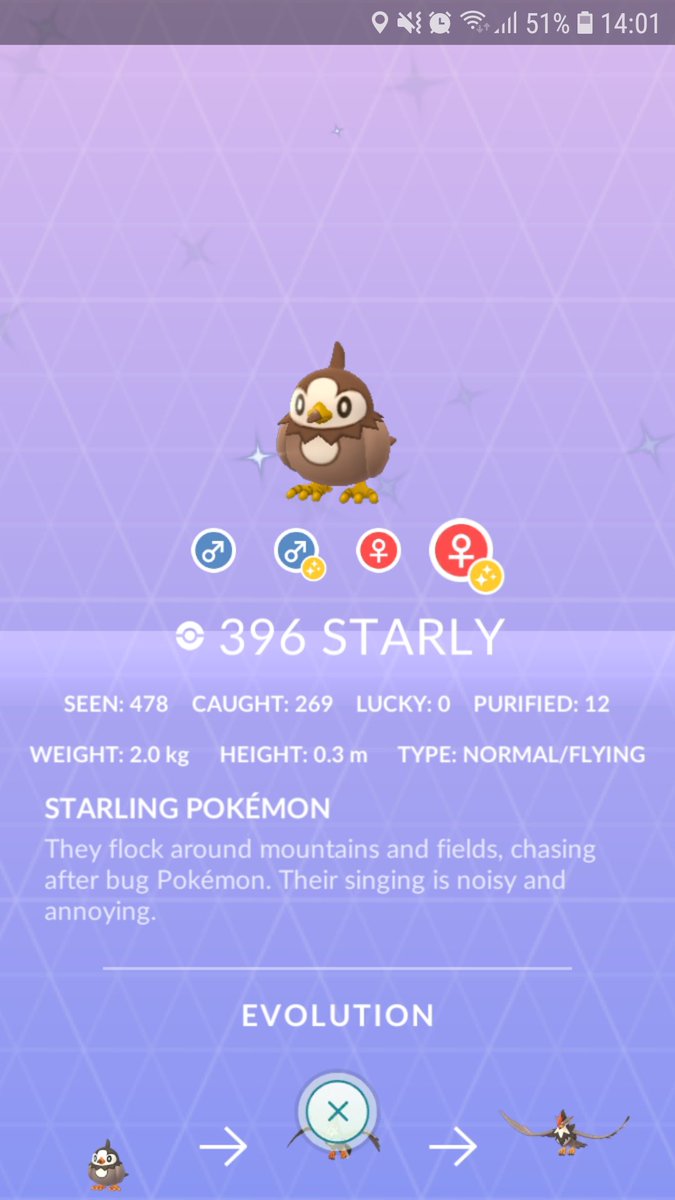 51% 14:01
396 STARLY
SEEN: 478 CAUGHT: 269 LUCKY: 0 PURIFIED: 12
WEIGHT: 2.0 kg HEIGHT: 0.3 m TYPE: NORMAL/FLYING
STARLING POKÉMON
They flock around mountains and fields, chasing
after bug Pokémon. Their singing is noisy and
annoying.
EVOLUTION